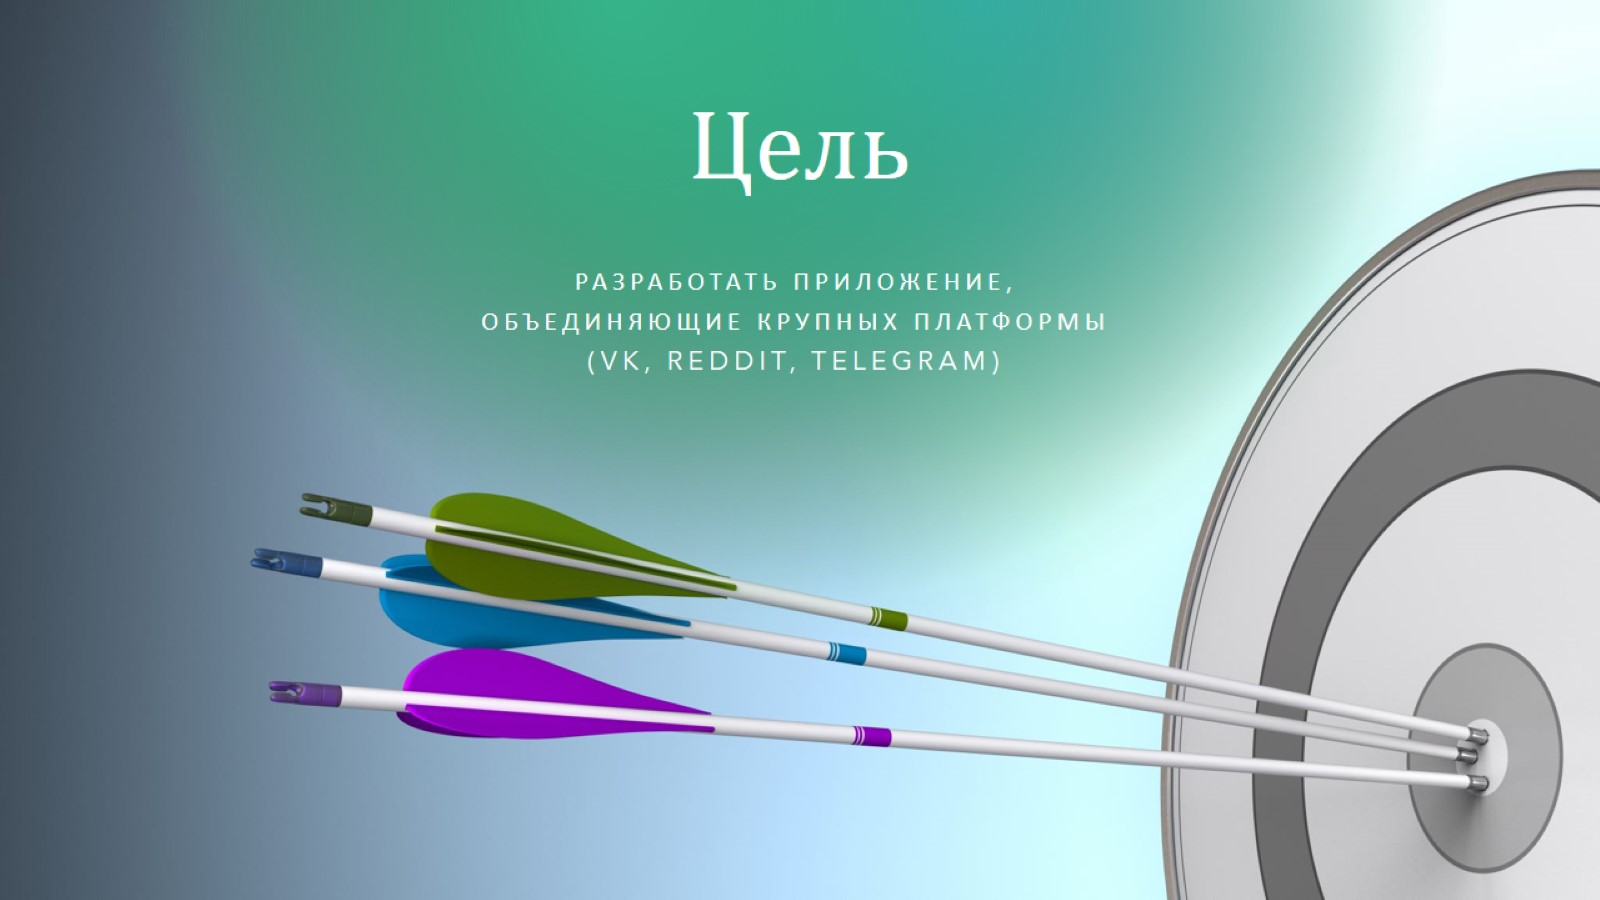 Цель
РАЗРАБОТАТЬ ПРИЛОЖЕНИЕ,
ОБЪЕДИНЯЮЩИЕ КРУПНЫХ ПЛАТФОРМЫ
(VK, REDDIT, TELEGRAM)